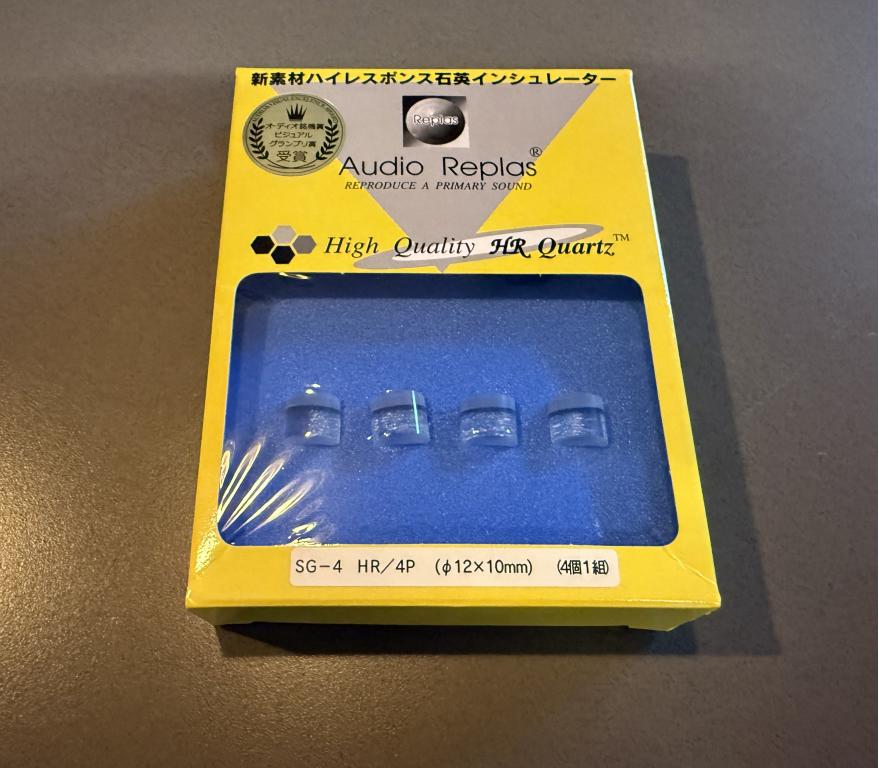 新素材ハイレスポンス石英インシュレーター
オーディオ銘機賞
ビジュアル
グランプリ賞
受賞
Replas
Audio Replas®
REPRODUCE A PRIMARY SOUND
High Quality HR Quartz™
SG-4 HR/4P (φ12×10mm) (4個1組)